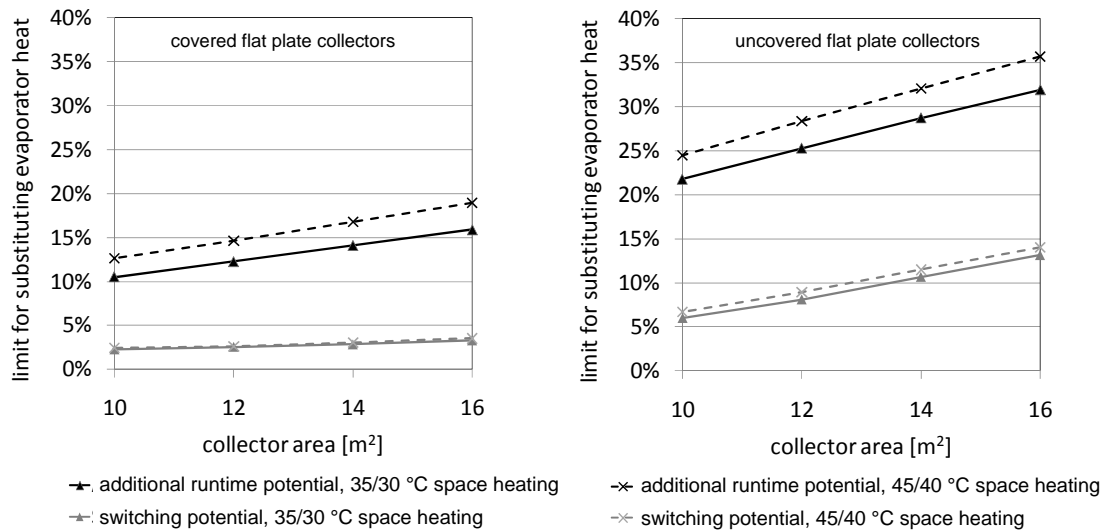 40%
35%
30%
25%
20%
15%
10%
5%
0%
limit for substituting evaporator heat
covered flat plate collectors
10 12 14 16
collector area [m²]
40%
35%
30%
25%
20%
15%
10%
5%
0%
limit for substituting evaporator heat
uncovered flat plate collectors
10 12 14 16
collector area [m²]
additional runtime potential, 35/30 °C space heating
switching potential, 35/30 °C space heating
additional runtime potential, 45/40 °C space heating
switching potential, 45/40 °C space heating